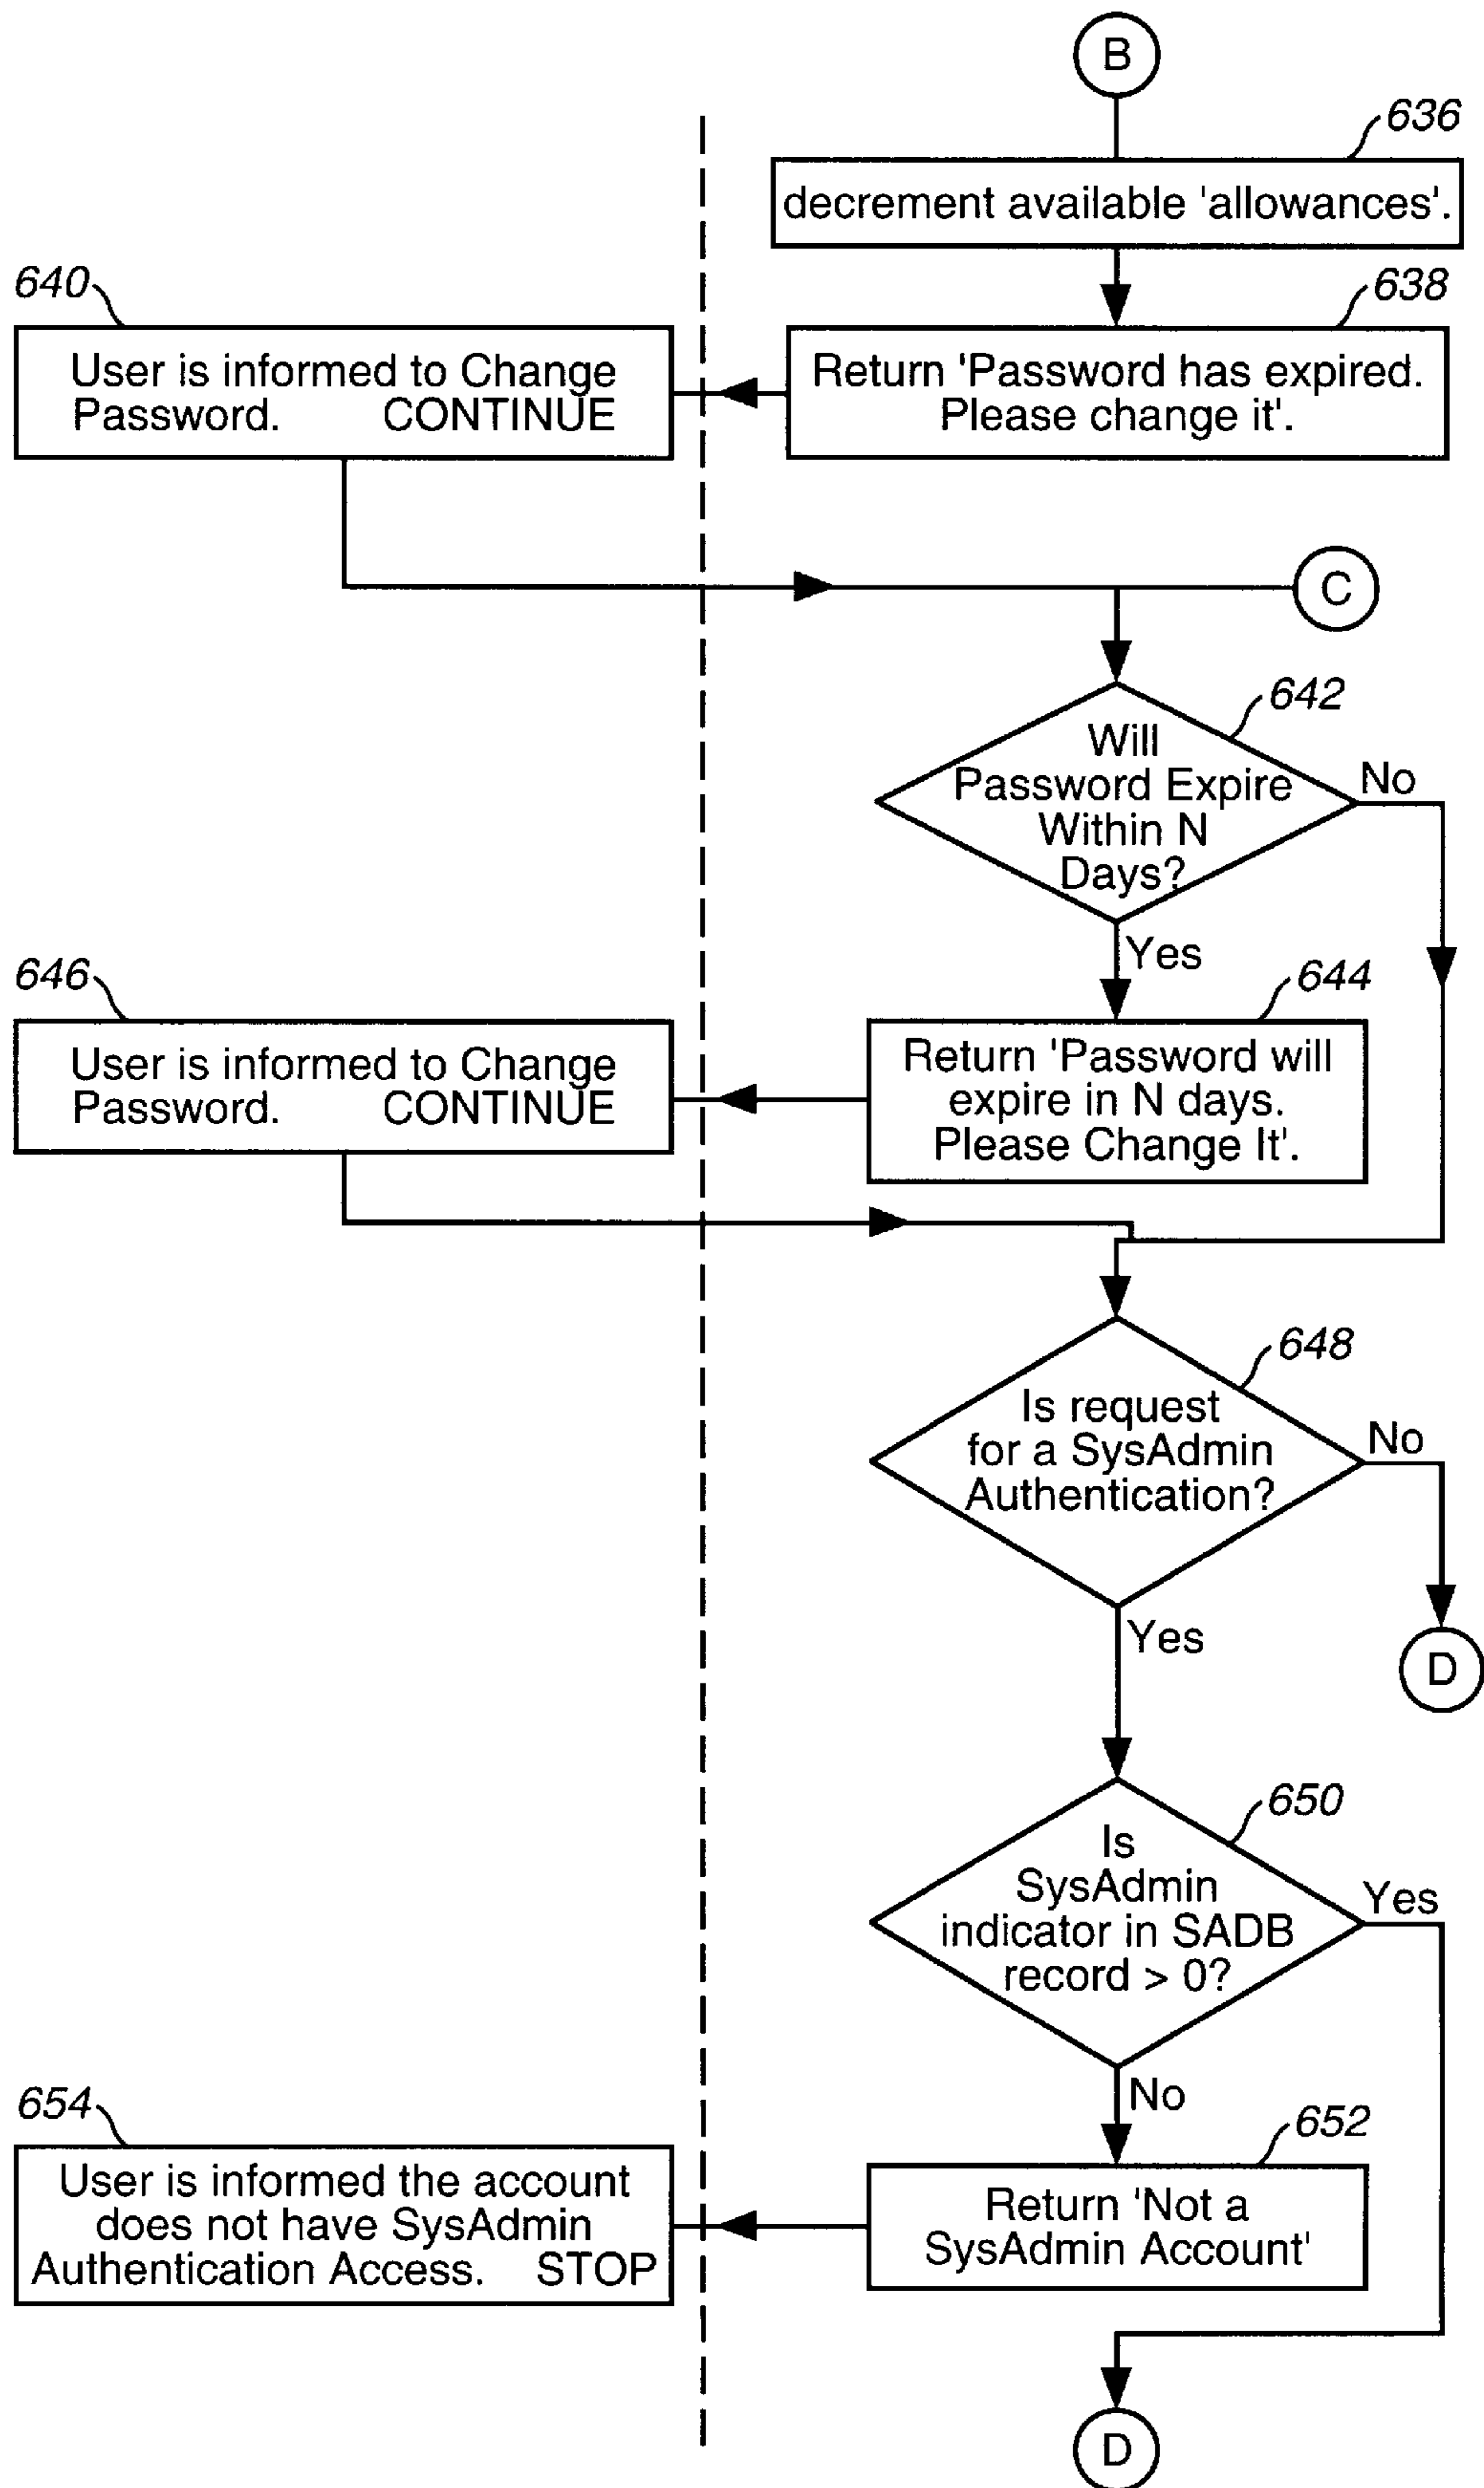 B
636
decrement available 'allowances'.
640
638
User is informed to Change
Password. CONTINUE
Return 'Password has expired.
Please change it'.
C
642
Will
Password Expire
Within N
Days?
No
Yes
646
644
User is informed to Change
Password. CONTINUE
Return 'Password will
expire in N days.
Please Change It'.
648
Is request
for a SysAdmin
Authentication?
No
Yes
D
650
Is
SysAdmin
indicator in SADB
record > 0?
Yes
No
654
652
User is informed the account
does not have SysAdmin
Authentication Access. STOP
Return 'Not a
SysAdmin Account'
D